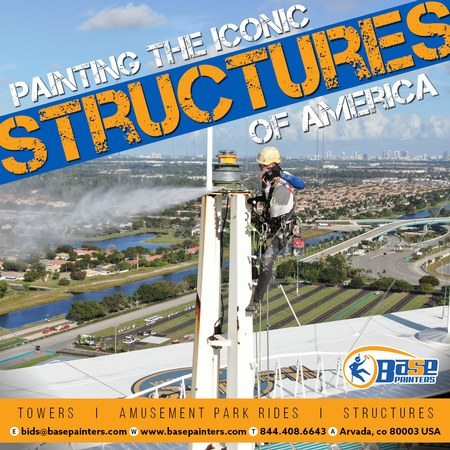 PAINTING THE ICONIC
STRUCTURES
OF AMERICA
BASE
PAINTERS
TOWERS | AMUSEMENT PARK RIDES | STRUCTURES
E bids@basepainters.com W www.basepainters.com T 844.408.6643 A Arvada, co 80003 USA